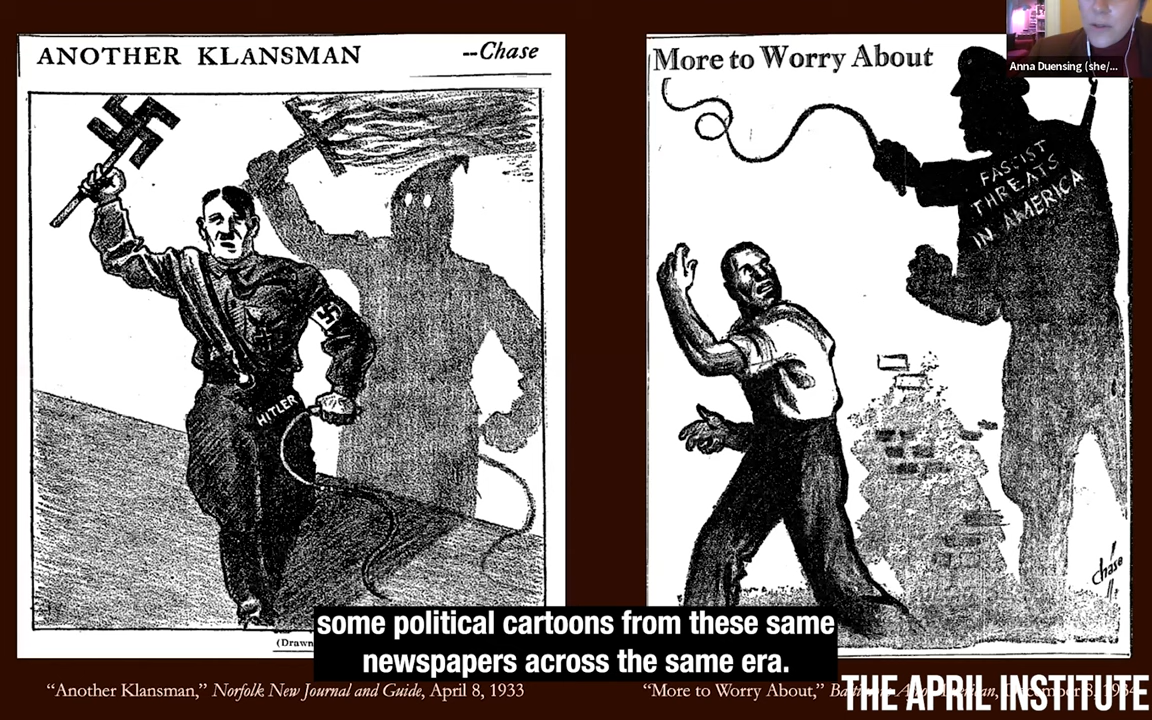 ANOTHER KLANSMAN
--Chase
HITLER
(Drawn
"Another Klansman," Norfolk New Journal and Guide, April 8, 1933
More to Worry About
FASCIST
THREATS
IN AMERICA
Chase
"More to Worry About,"
Anna Duensing (she/...
some political cartoons from these same
newspapers across the same era.
THE APRIL INSTITUTE